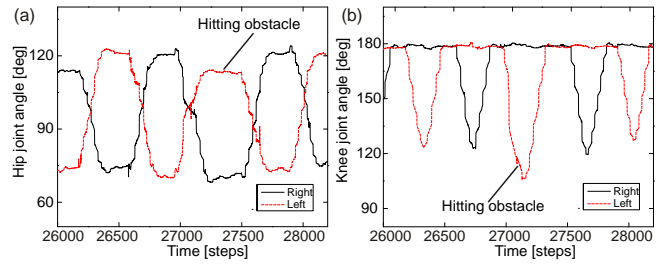 (a)
Hitting obstacle
120
90
60
Hip joint angle [deg]
Right
Left
26000 26500 27000 27500 28000
Time [steps]
(b)
180
150
120
90
Knee joint angle [deg]
Hitting obstacle
Right
Left
26000 26500 27000 27500 28000
Time [steps]